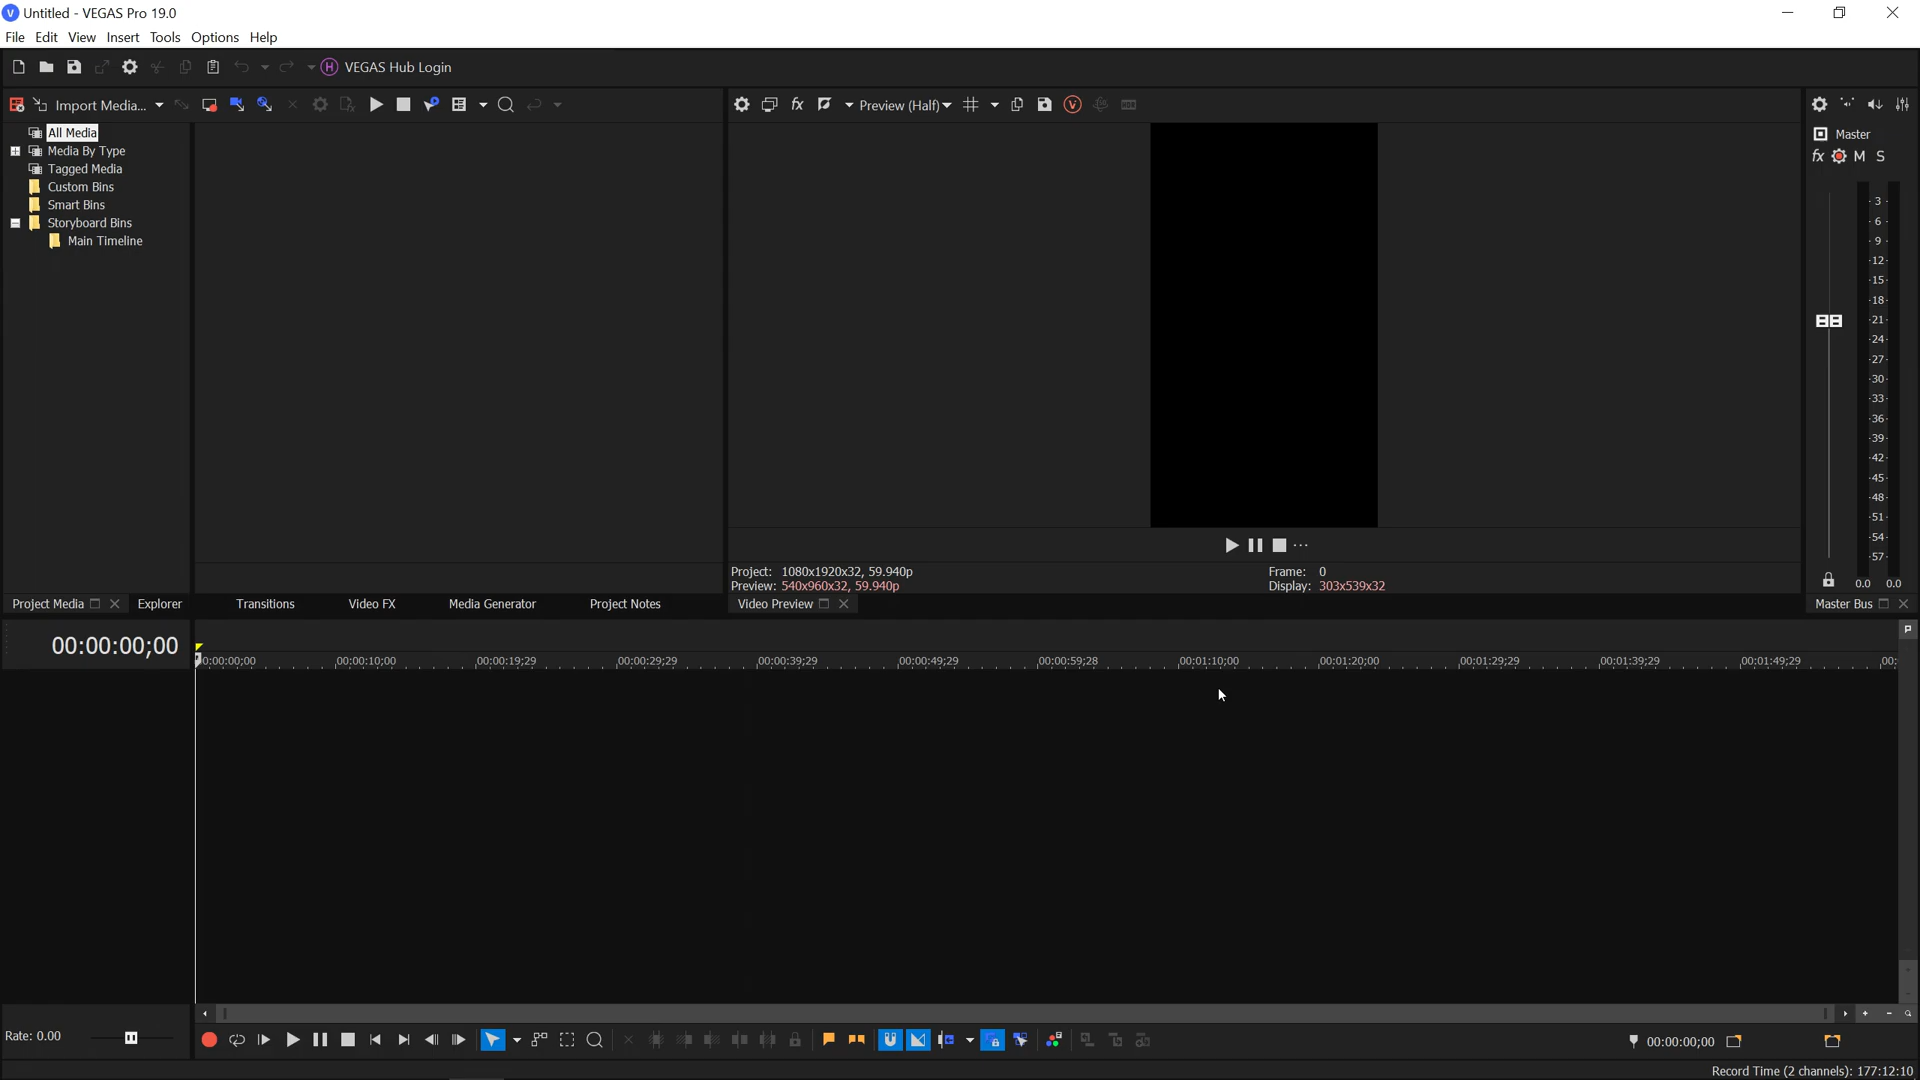 Untitled - VEGAS Pro 19.0
File Edit View Insert Tools Options Help
VEGAS Hub Login
Import Media...
Preview (Half)
All Media
Media By Type
Tagged Media
Custom Bins
Smart Bins
Storyboard Bins
Main Timeline
Master
fx M S
-3-
-6-
-9-
-12-
-15-
-18-
-21-
-24-
-27-
-30-
-33-
-36-
-39-
-42-
-45-
-48-
-51-
-54-
-57-
0.0 0.0
Project: 1080x1920x32, 59.940p
Frame: 0
Preview: 540x960x32, 59.940p
Display: 303x539x32
Project Media Explorer Transitions Video FX Media Generator Project Notes
Video Preview
Master Bus
00:00:00;00
0:00:00;00 00:00:10;00 00:00:19;29 00:00:29;29 00:00:39;29 00:00:49;29 00:00:59;28 00:01:10;00 00:01:20;00 00:01:29;29 00:01:39;29 00:01:49;29 00:
Rate: 0.00
00:00:00;00
Record Time (2 channels): 177:12:10